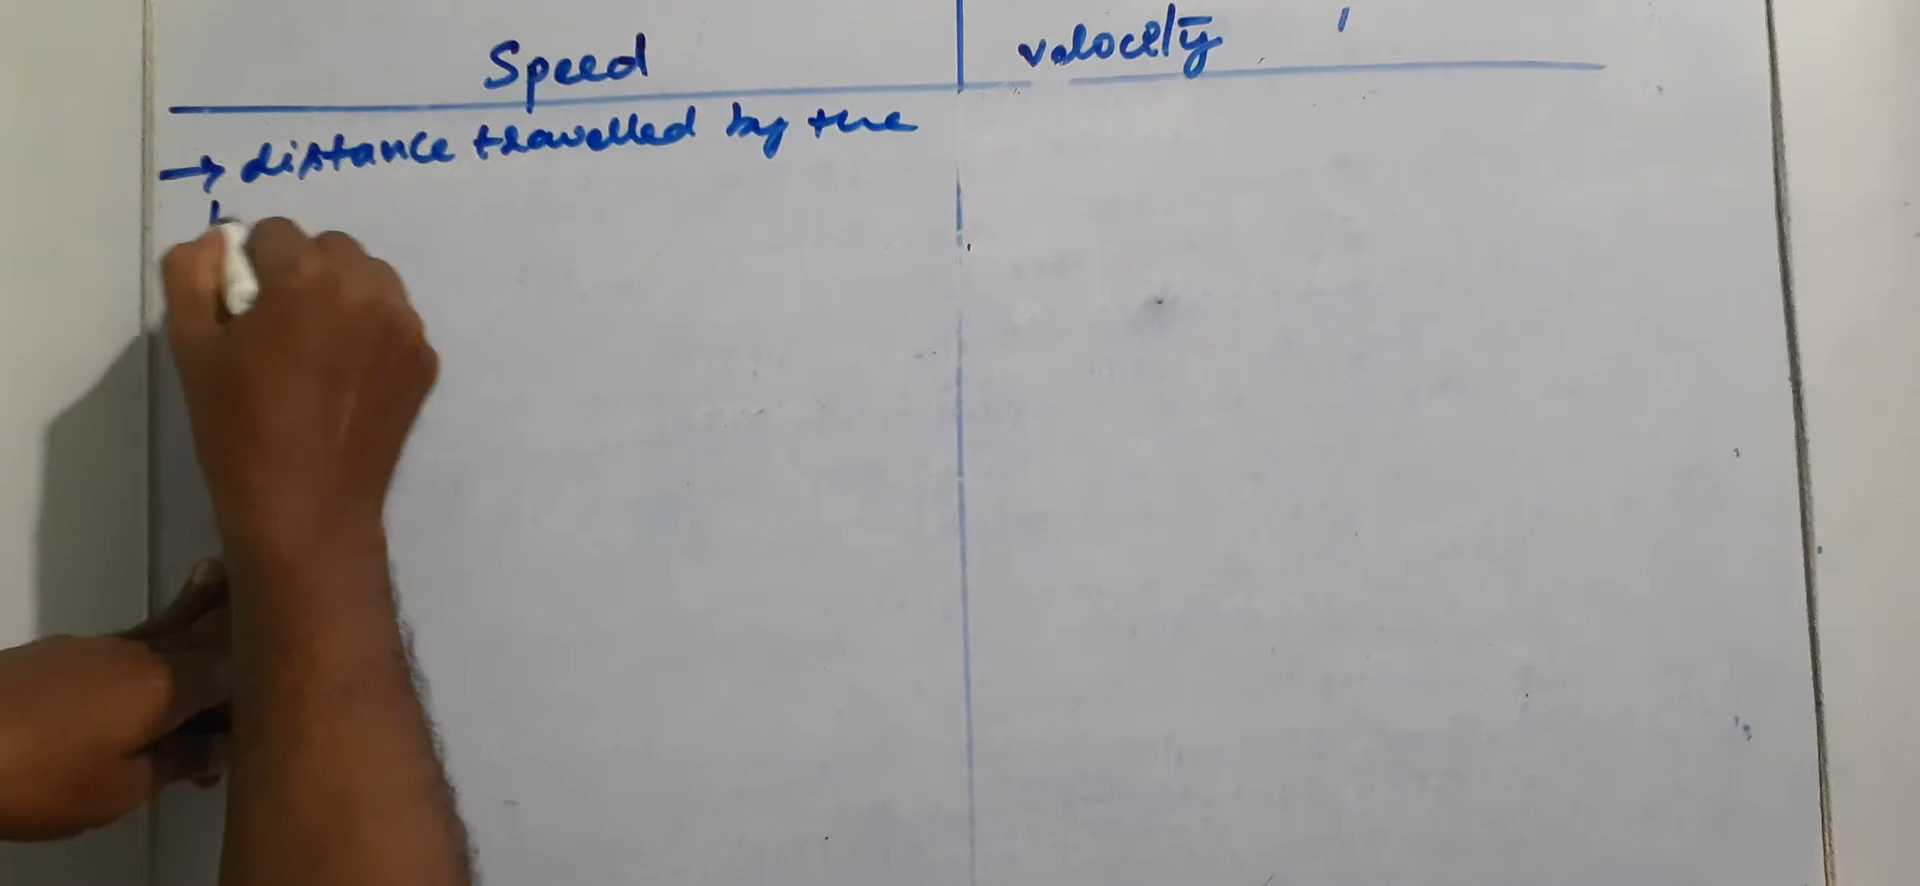 Speed
velocity
→ distance travelled by the